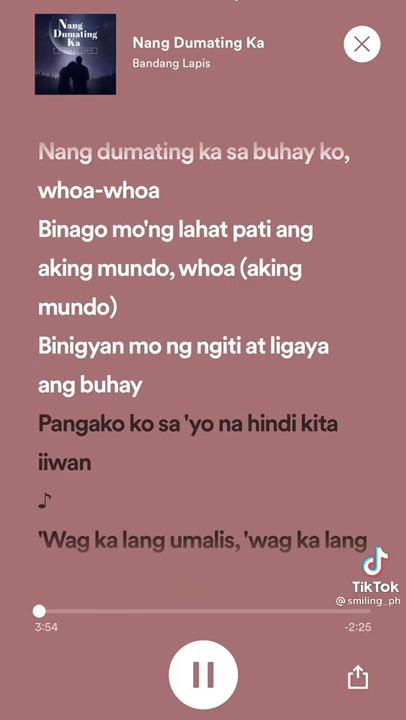 Nang
Dumating
Ka
BANDANG LAPIS
Nang Dumating Ka
Bandang Lapis
Nang dumating ka sa buhay ko,
whoa-whoa
Binago mo'ng lahat pati ang
aking mundo, whoa (aking
mundo)
Binigyan mo ng ngiti at ligaya
ang buhay
Pangako ko sa 'yo na hindi kita
iiwan
♪
'Wag ka lang umalis, 'wag ka lang
TikTok
@smiling_ph
3:54
-2:25